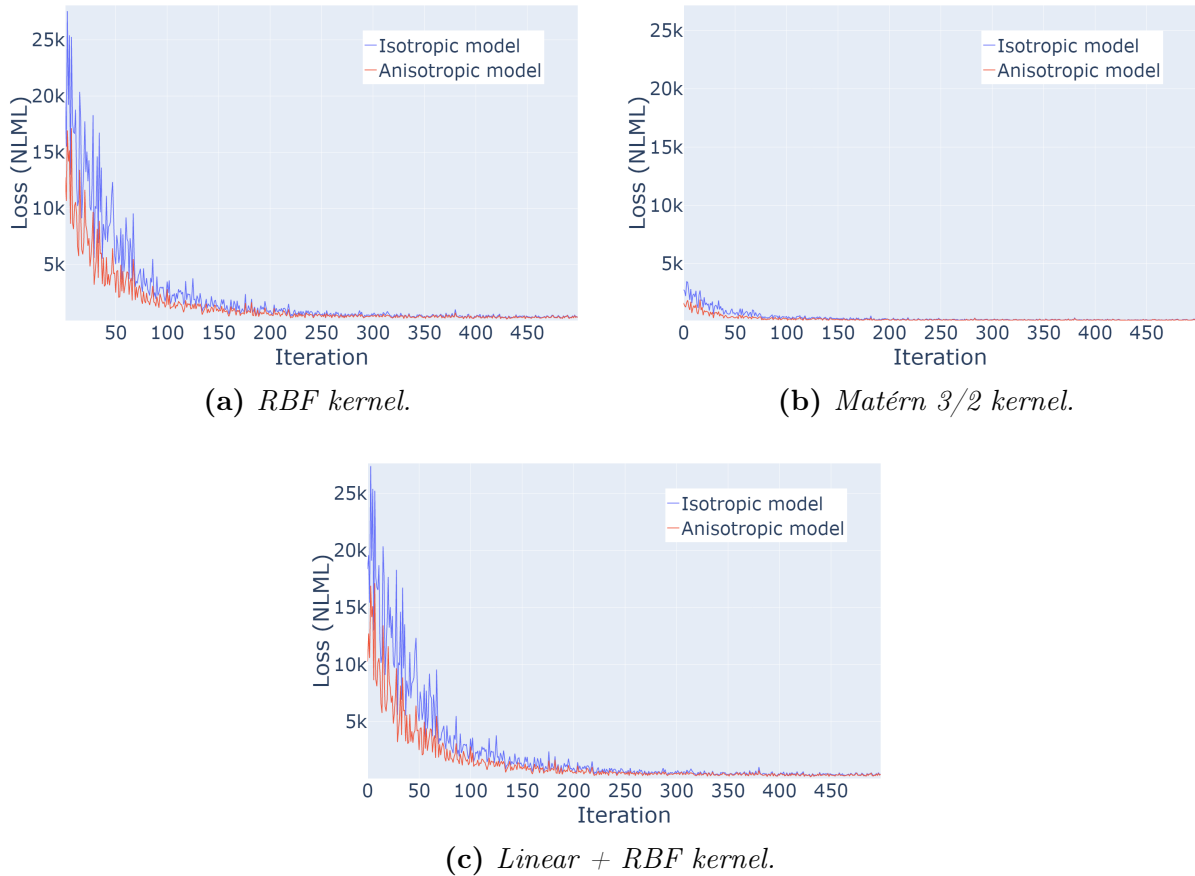 25k
20k
15k
10k
5k
Loss (NLML)
Isotropic model
Anisotropic model
50 100 150 200 250 300 350 400 450
Iteration
(a) RBF kernel.
25k
20k
15k
10k
5k
Loss (NLML)
Isotropic model
Anisotropic model
0 50 100 150 200 250 300 350 400 450
Iteration
(b) Matérn 3/2 kernel.
25k
20k
15k
10k
5k
Loss (NLML)
Isotropic model
Anisotropic model
0 50 100 150 200 250 300 350 400 450
Iteration
(c) Linear + RBF kernel.